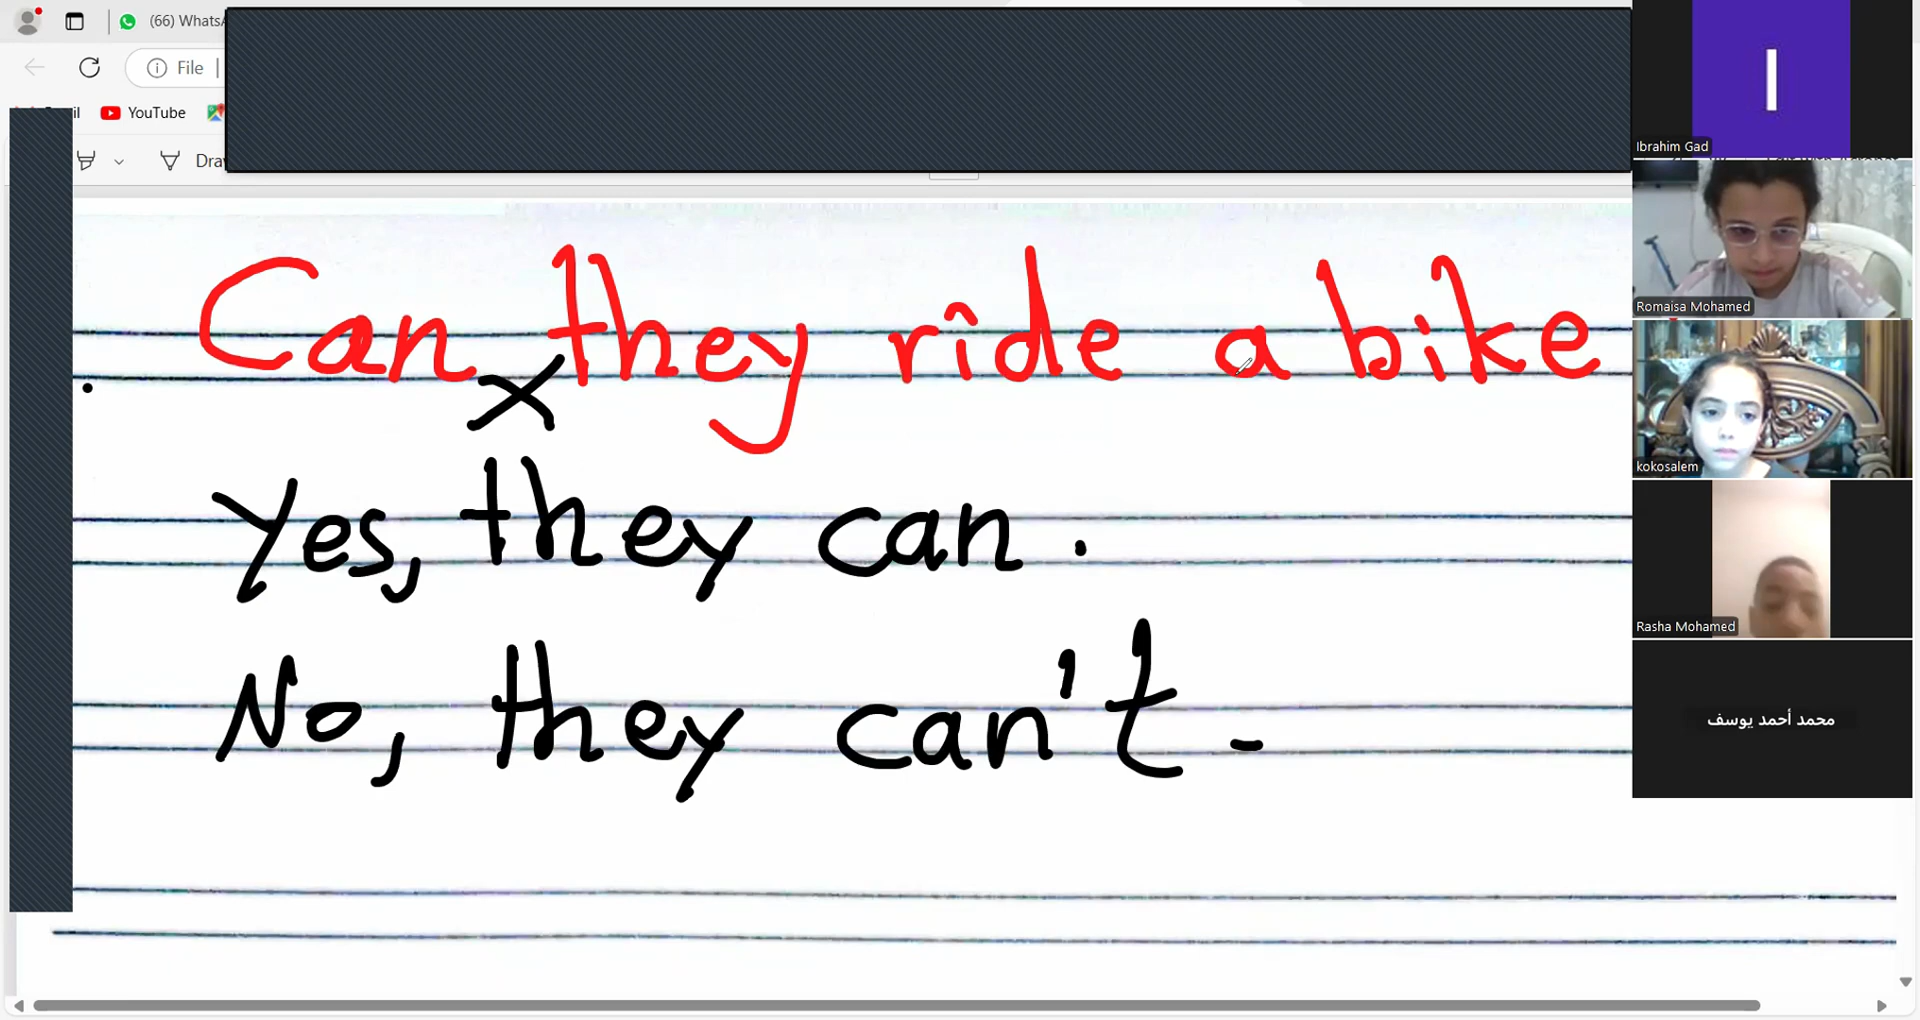 (66) WhatsA
File
YouTube
Dra
Ibrahim Gad
Romaisa Mohamed
kokosalem
Rasha Mohamed
محمد أحمد يوسف
Can they ride a bike
Yes, they can.
No, they can't -